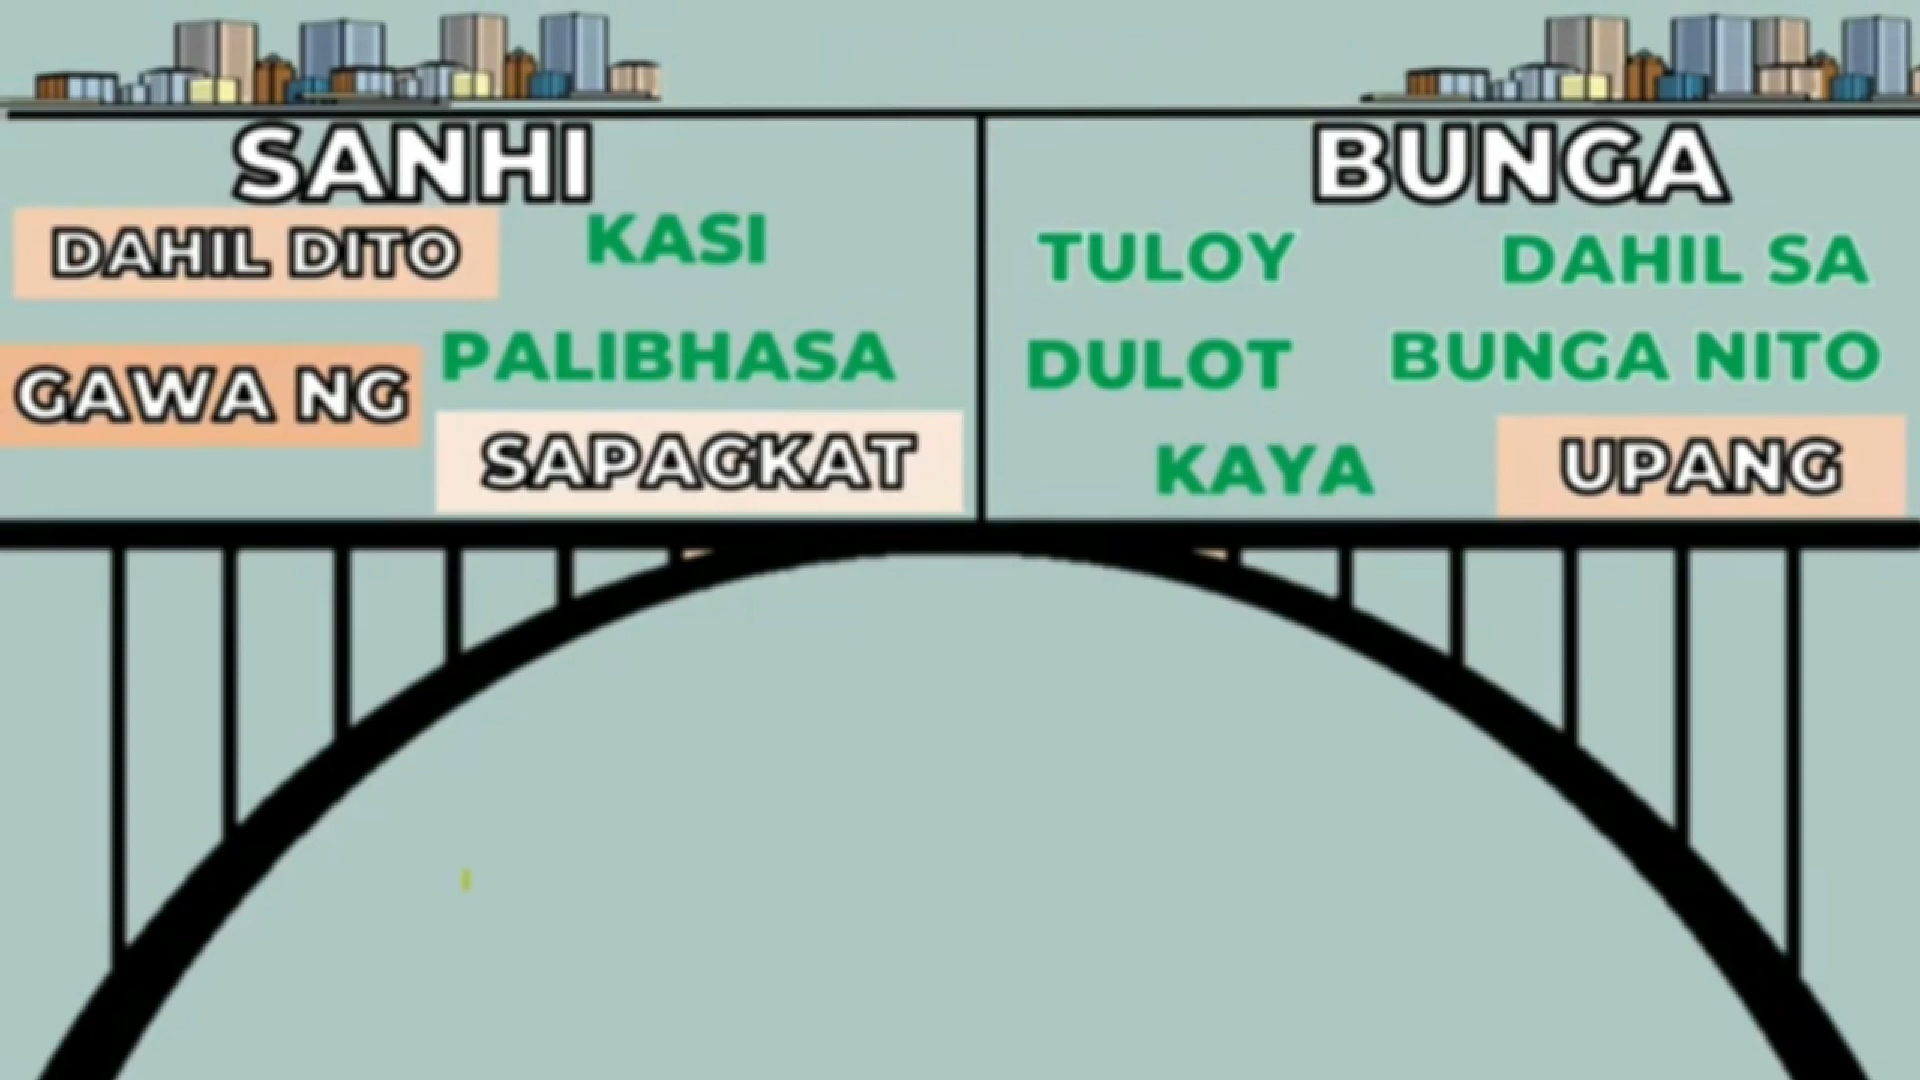 SANHI
DAHIL DITO
KASI
GAWA NG
PALIBHASA
SAPAGKAT
BUNGA
TULOY
DAHIL SA
DULOT
BUNGA NITO
KAYA
UPANG